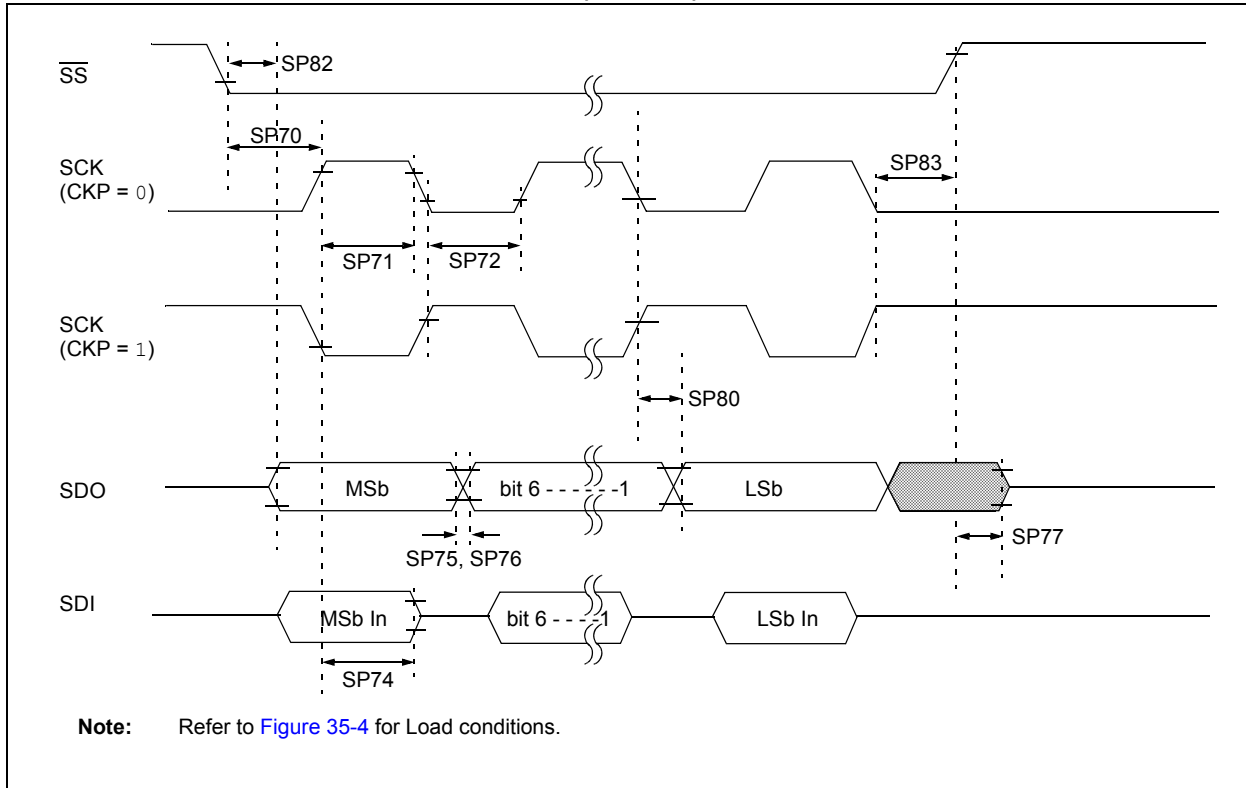 SS
SP82
SP70
SCK
(CKP = 0)
SP83
SP71
SP72
SCK
(CKP = 1)
SP80
SDO
MSb
bit 6 - - - - - -1
LSb
SP75, SP76
SP77
SDI
MSb In
bit 6 - - - -1
LSb In
SP74
Note: Refer to Figure 35-4 for Load conditions.